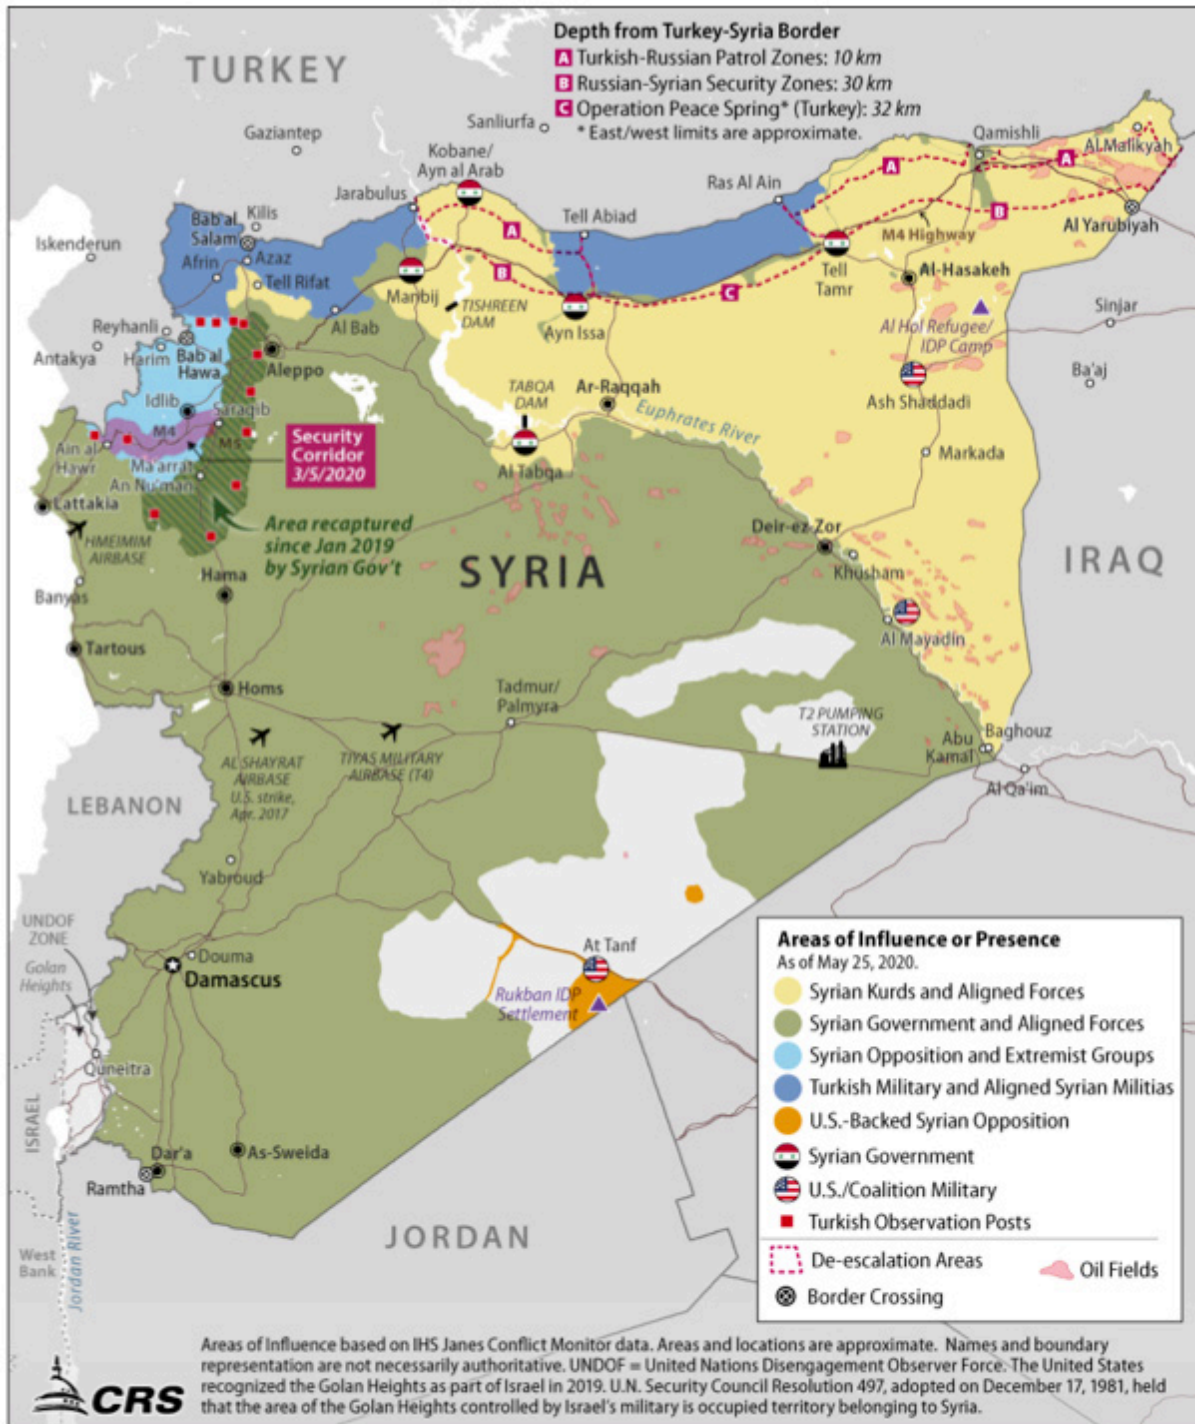 Depth from Turkey-Syria Border
A Turkish-Russian Patrol Zones: 10 km
B Russian-Syrian Security Zones: 30 km
C Operation Peace Spring* (Turkey): 32 km
* East/west limits are approximate.
TURKEY
Gaziantep
Sanliurfa
Kobane/
Ayn al Arab
Qamishli
Al Malikyah
A
A
Jarabulus
Ras Al Ain
B
Bab al
Salam
Kilis
Tell Abiad
M4 Highway
Al Yarubiyah
Iskenderun
Azaz
A
Afrin
Tell Rifat
B
Manbij
Tell
Tamr
Al-Hasakeh
C
TISHREEN
DAM
Al Bab
Ayn Issa
Al Hol Refugee/
IDP Camp
Sinjar
Reyhanli
Antakya
Harim
Bab al
Hawa
Aleppo
Ba'aj
Idlib
TABQA
DAM
Ar-Raqqah
Ash Shaddadi
Saraqib
M4
M5
Euphrates River
Security
Corridor
3/5/2020
Ain al
Hawr
Ma'arrat
An Nu'man
Al Tabqa
Markada
Lattakia
Area recaptured
since Jan 2019
by Syrian Gov't
HMEIMIM
AIRBASE
Deir-ez-Zor
SYRIA
IRAQ
Khusham
Hama
Banyas
Al Mayadin
Tartous
Homs
Tadmur/
Palmyra
T2 PUMPING
STATION
Abu
Kamal
Baghouz
AL SHAYRAT
AIRBASE
U.S. strike,
Apr. 2017
TIYAS MILITARY
AIRBASE (T4)
Al Qa'im
LEBANON
Yabroud
UNDOF
ZONE
Golan
Heights
Douma
Damascus
At Tanf
Rukban IDP
Settlement
Quneitra
ISRAEL
Dar'a
As-Sweida
Ramtha
JORDAN
West
Bank
Jordan River
Areas of Influence or Presence
As of May 25, 2020.
Syrian Kurds and Aligned Forces
Syrian Government and Aligned Forces
Syrian Opposition and Extremist Groups
Turkish Military and Aligned Syrian Militias
U.S.-Backed Syrian Opposition
Syrian Government
U.S./Coalition Military
Turkish Observation Posts
De-escalation Areas
Oil Fields
Border Crossing
Areas of Influence based on IHS Janes Conflict Monitor data. Areas and locations are approximate. Names and boundary
representation are not necessarily authoritative. UNDOF = United Nations Disengagement Observer Force. The United States
recognized the Golan Heights as part of Israel in 2019. U.N. Security Council Resolution 497, adopted on December 17, 1981, held
that the area of the Golan Heights controlled by Israel's military is occupied territory belonging to Syria.
CRS